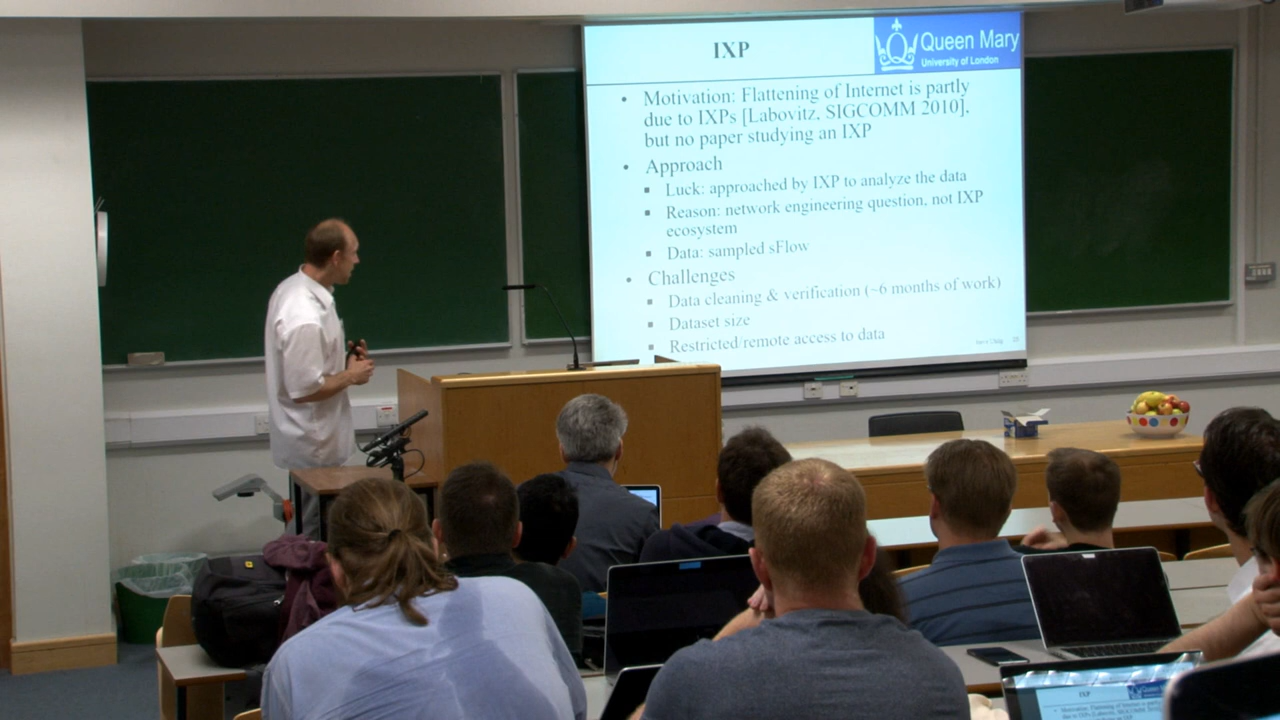 IXP
Queen Mary
University of London
• Motivation: Flattening of Internet is partly
due to IXPs [Labovitz, SIGCOMM 2010],
but no paper studying an IXP
• Approach
▪ Luck: approached by IXP to analyze the data
▪ Reason: network engineering question, not IXP
ecosystem
▪ Data: sampled sFlow
• Challenges
▪ Data cleaning & verification (~6 months of work)
▪ Dataset size
▪ Restricted/remote access to data
IXP